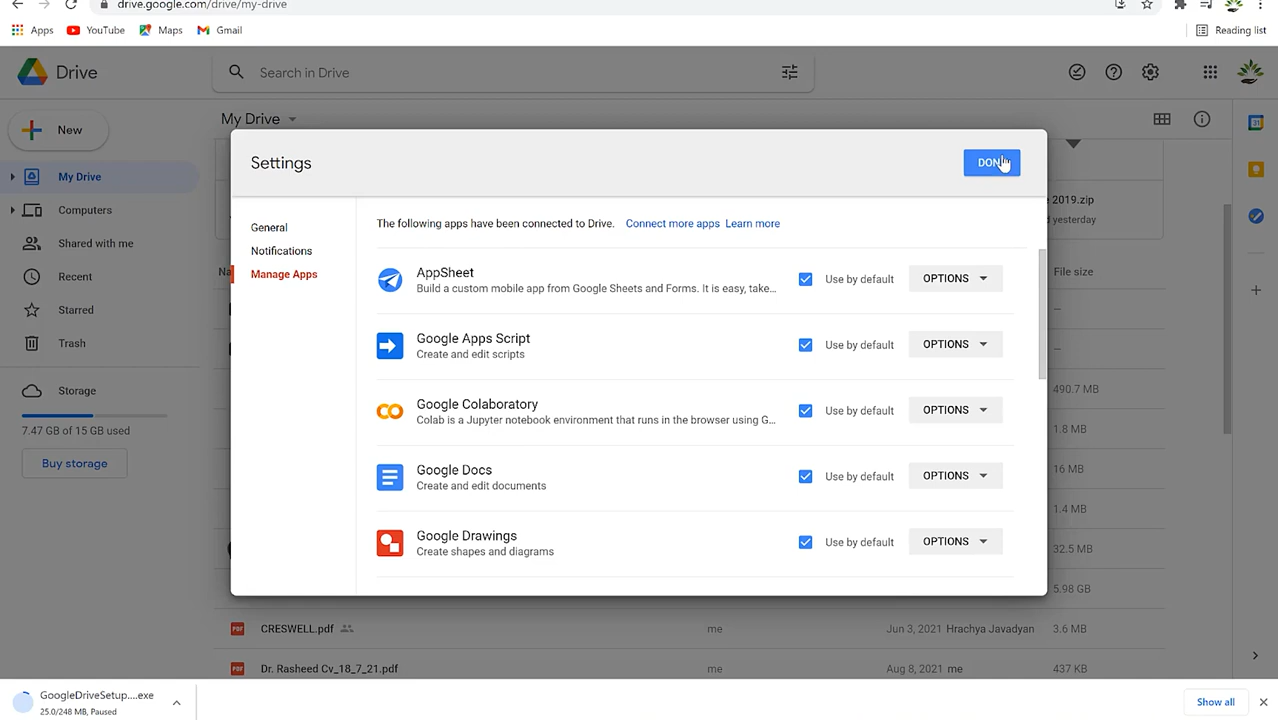 drive.google.com/drive/my-drive
Apps YouTube Maps Gmail Reading list
Drive Search in Drive
New
My Drive
My Drive
Computers
Shared with me
Recent
Starred
Trash
Storage
7.47 GB of 15 GB used
Buy storage
Settings
General
Notifications
Manage Apps
The following apps have been connected to Drive. Connect more apps Learn more
AppSheet
Build a custom mobile app from Google Sheets and Forms. It is easy, take...
Use by default OPTIONS
Google Apps Script
Create and edit scripts
Use by default OPTIONS
Google Colaboratory
Colab is a Jupyter notebook environment that runs in the browser using G...
Use by default OPTIONS
Google Docs
Create and edit documents
Use by default OPTIONS
Google Drawings
Create shapes and diagrams
Use by default OPTIONS
2019.zip
yesterday
File size
490.7 MB
1.8 MB
16 MB
1.4 MB
32.5 MB
5.98 GB
CRESWELL.pdf me Jun 3, 2021 Hrachya Javadyan 3.6 MB
Dr. Rasheed Cv_18_7_21.pdf me Aug 8, 2021 me 437 KB
GoogleDriveSetup....exe
25.0/248 MB, Paused
Show all